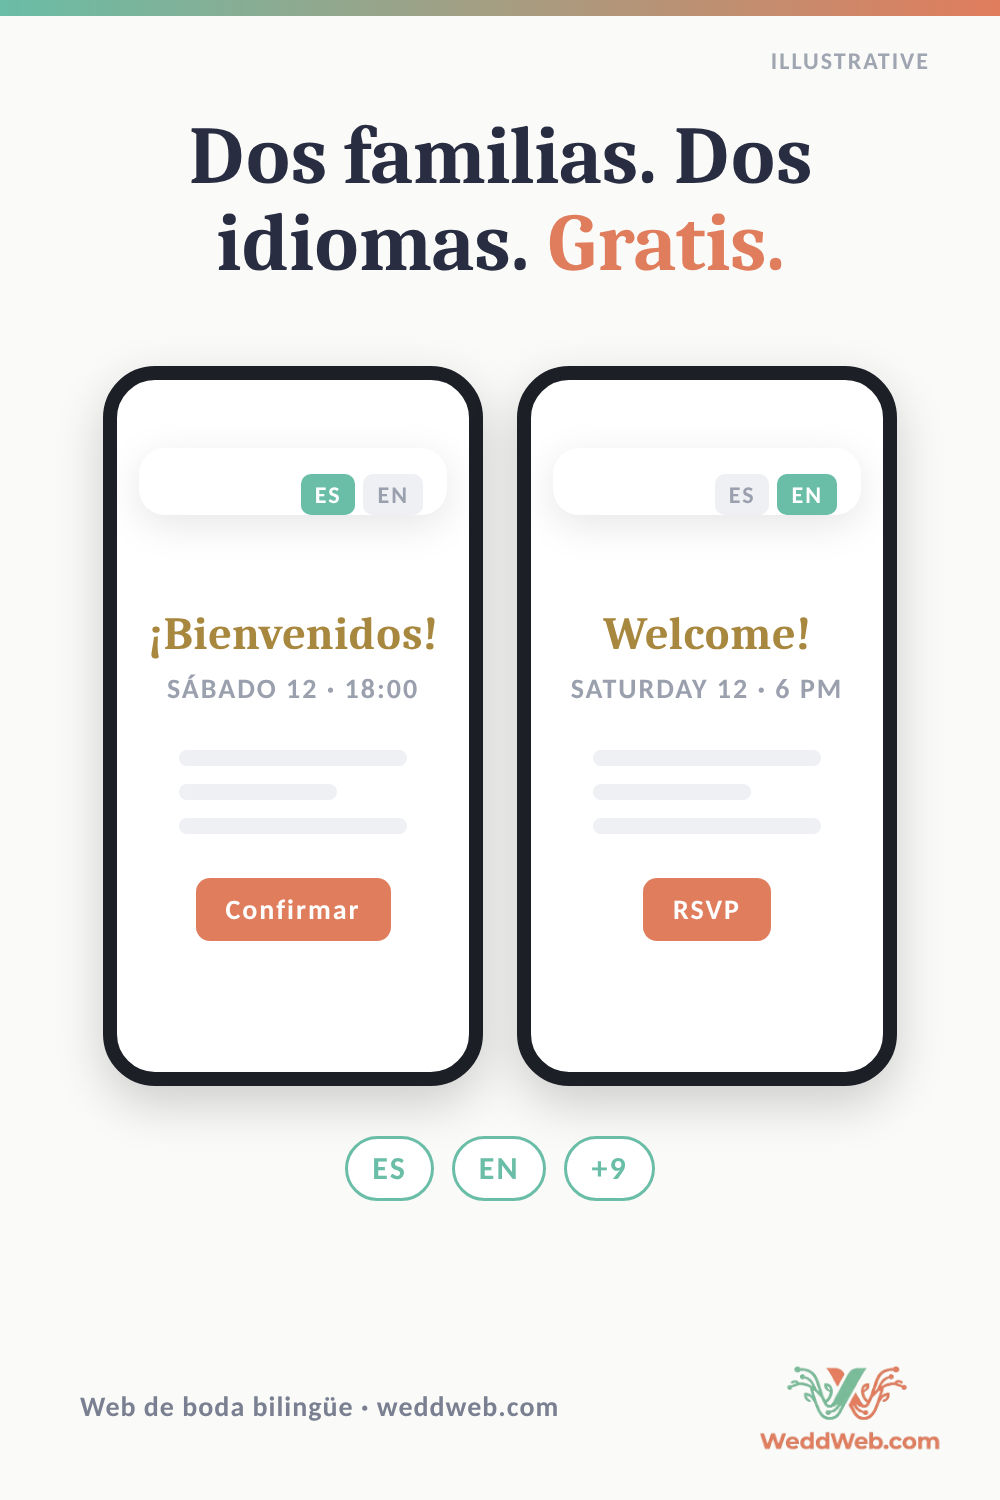 ILLUSTRATIVE
Dos familias. Dos
idiomas. Gratis.
ES EN
¡Bienvenidos!
SÁBADO 12 · 18:00
Confirmar
ES EN
Welcome!
SATURDAY 12 · 6 PM
RSVP
ES EN +9
Web de boda bilingüe · weddweb.com
WeddWeb.com